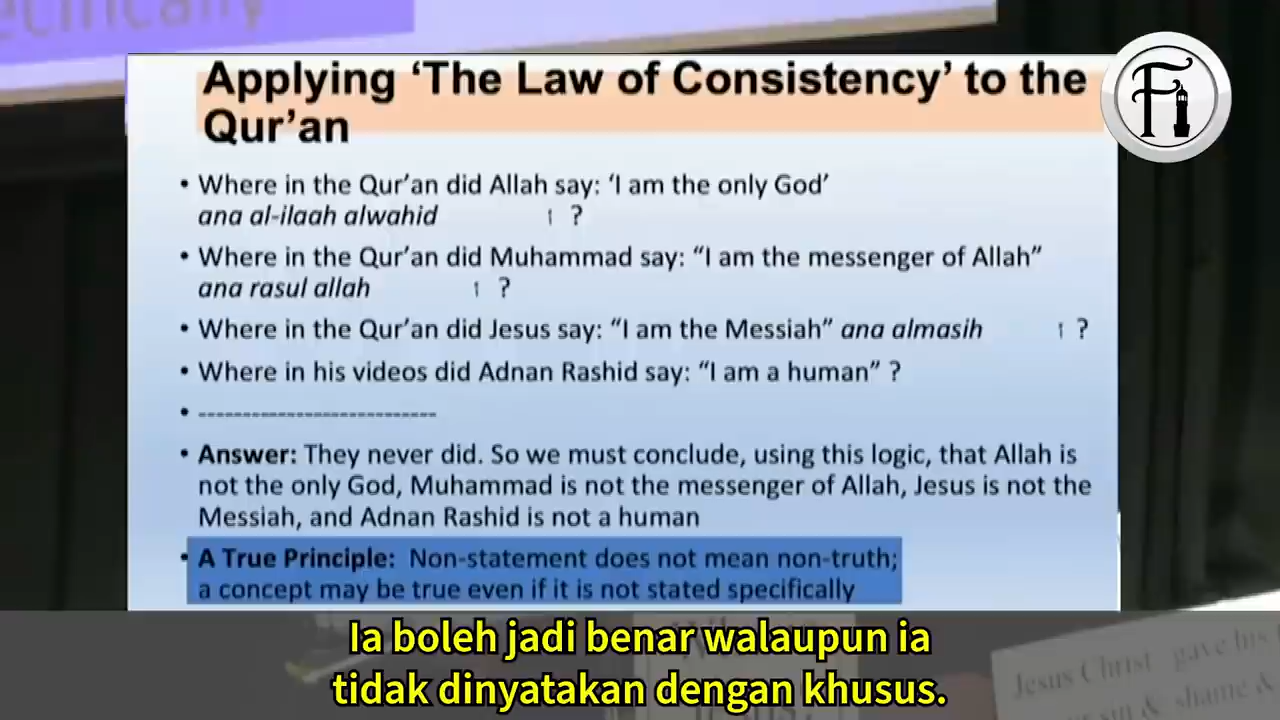 ecifically
Applying ‘The Law of Consistency’ to the
Qur’an
• Where in the Qur’an did Allah say: ‘I am the only God’
ana al-ilaah alwahid ?
• Where in the Qur’an did Muhammad say: “I am the messenger of Allah”
ana rasul allah ?
• Where in the Qur’an did Jesus say: “I am the Messiah” ana almasih ?
• Where in his videos did Adnan Rashid say: “I am a human” ?
• ---------------------------
• Answer: They never did. So we must conclude, using this logic, that Allah is
not the only God, Muhammad is not the messenger of Allah, Jesus is not the
Messiah, and Adnan Rashid is not a human
• A True Principle: Non-statement does not mean non-truth;
a concept may be true even if it is not stated specifically
Ia boleh jadi benar walaupun ia
tidak dinyatakan dengan khusus.
Jesus Christ gave his
& shame &